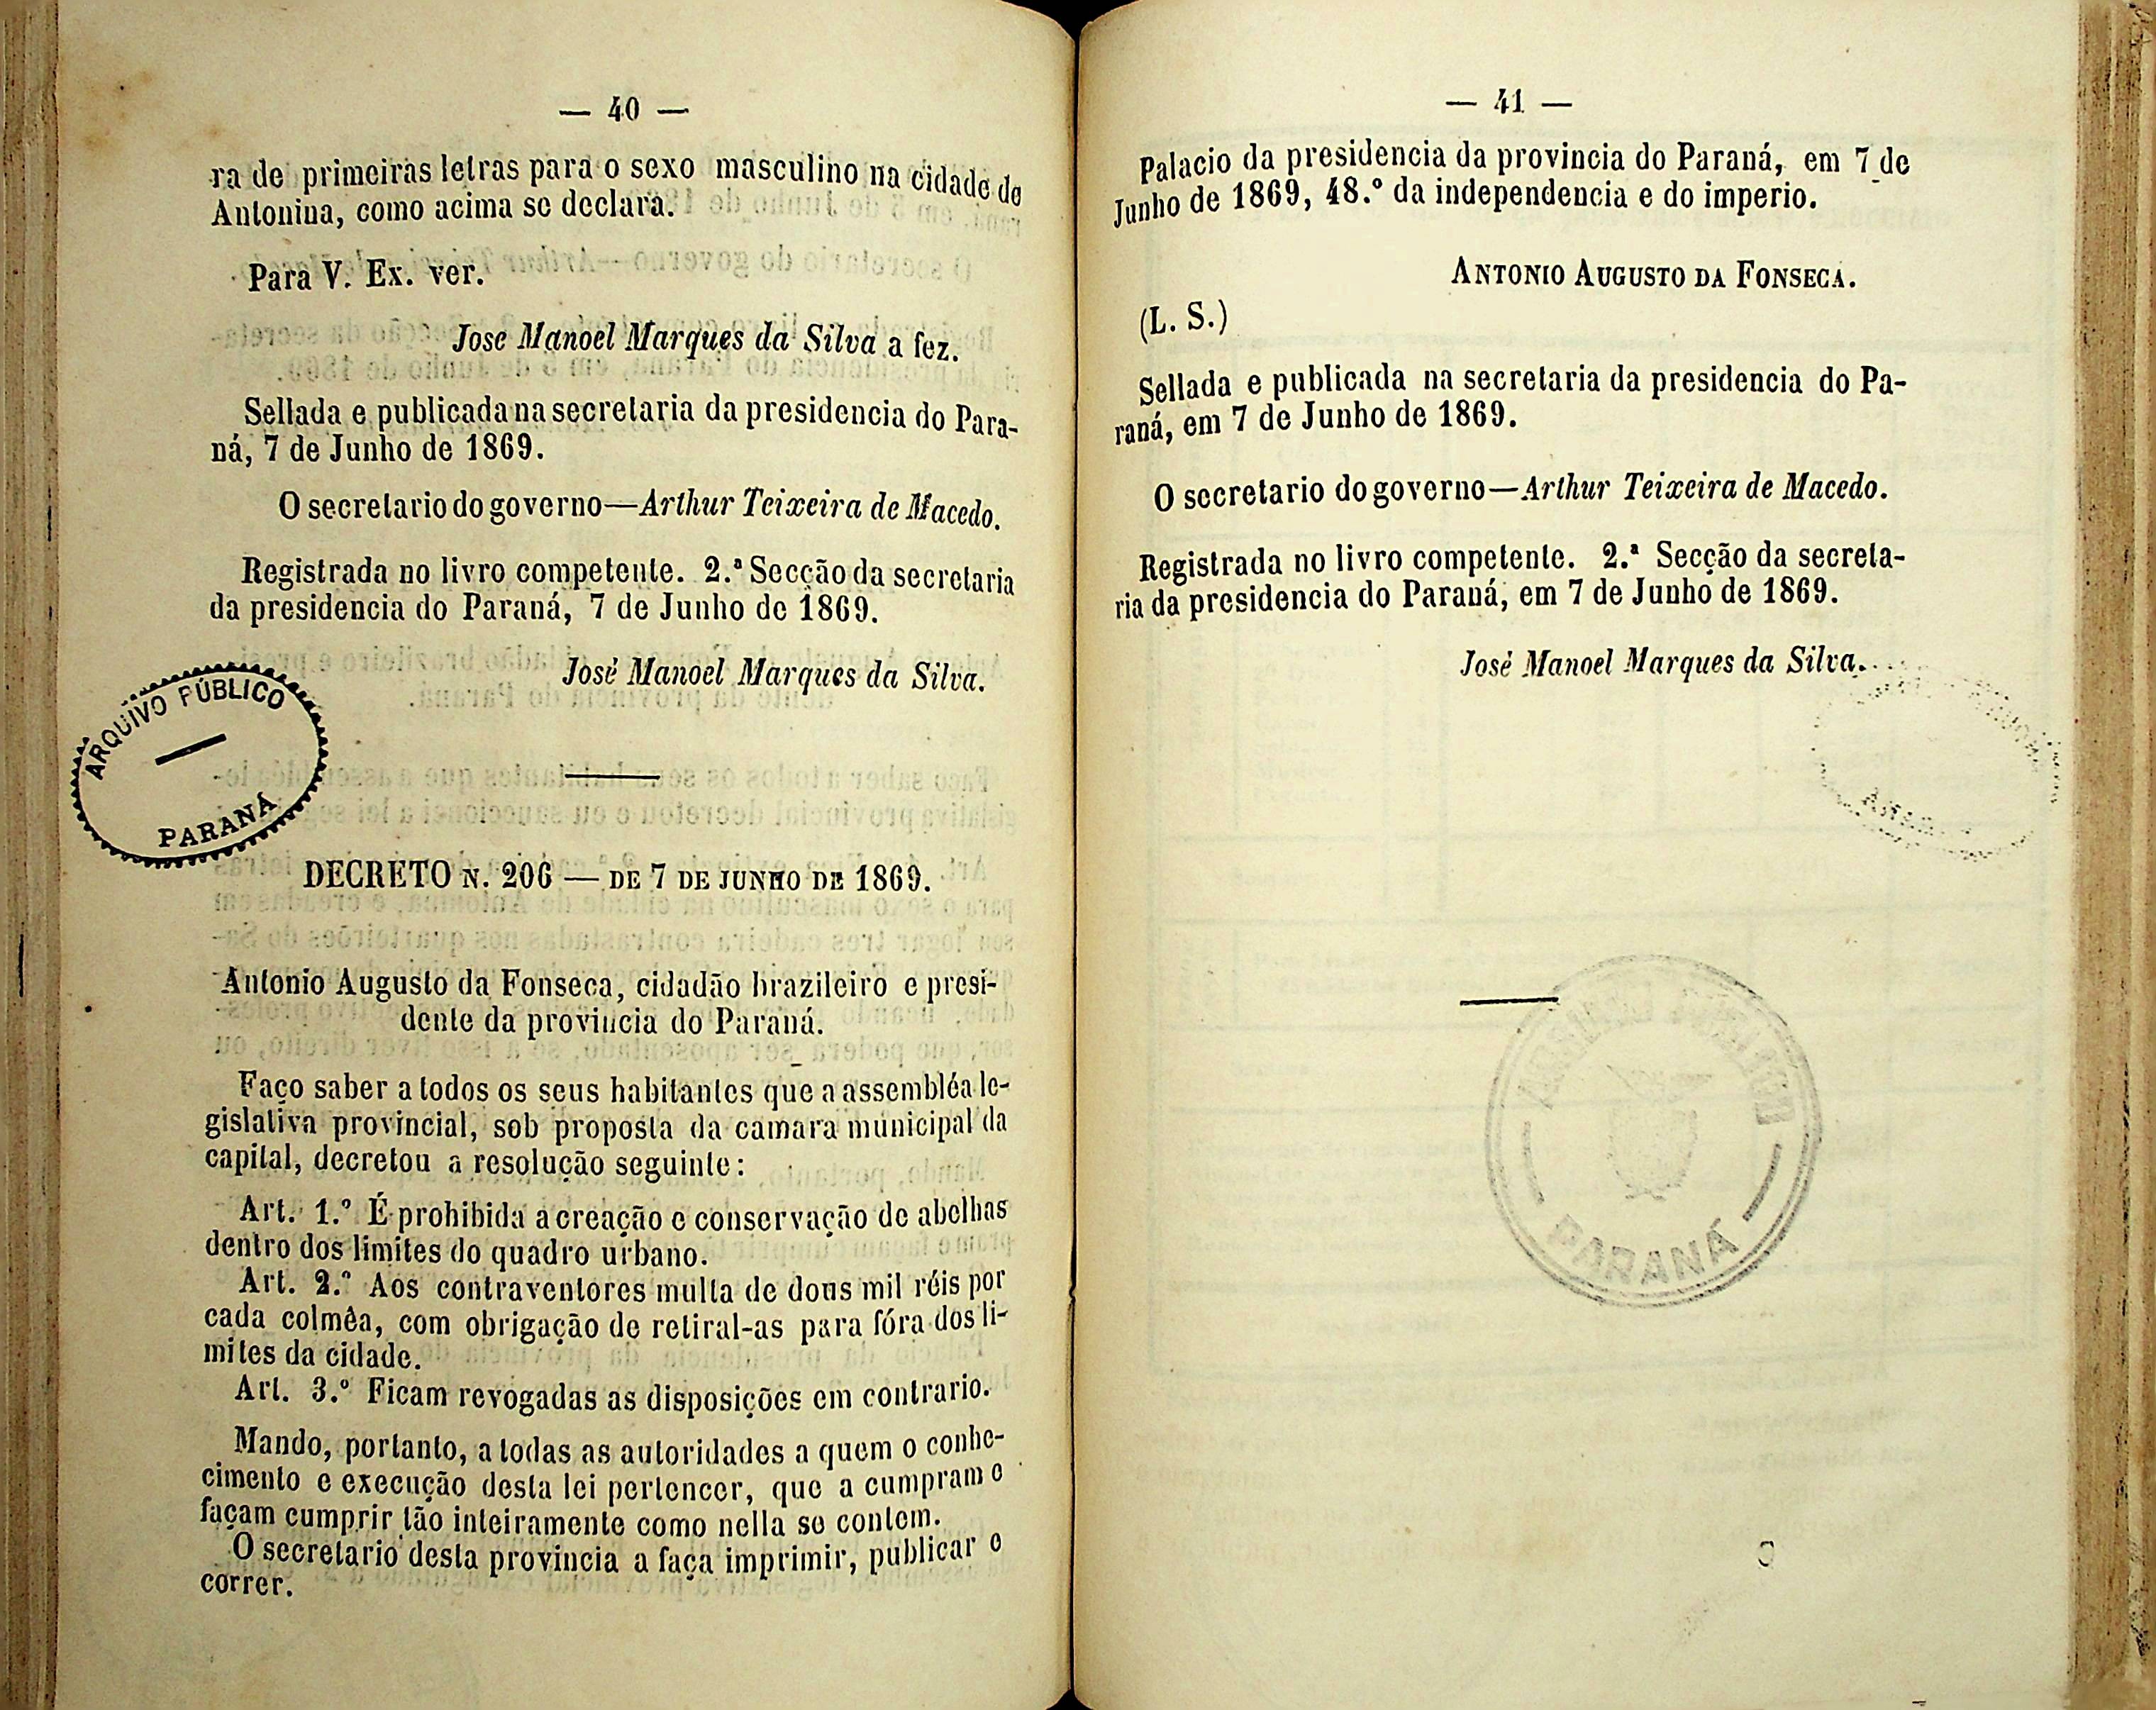 — 40 —
ra de primeiras letras para o sexo masculino na cidade de
Antonina, como acima se declara.
Para V. Ex. ver.
José Manoel Marques da Silva a fez.
Sellada e publicada na secretaria da presidencia do Para-
ná, 7 de Junho de 1869.
O secretario do governo—Arthur Teixeira de Macedo.
Registrada no livro competente. 2.ª Secção da secretaria
da presidencia do Paraná, 7 de Junho de 1869.
José Manoel Marques da Silva.
ARQUIVO PÚBLICO
PARANÁ
DECRETO N. 206 — DE 7 DE JUNHO DE 1869.
Antonio Augusto da Fonseca, cidadão brazileiro e presi-
dente da provincia do Paraná.
Faço saber a todos os seus habitantes que a assembléa le-
gislativa provincial, sob proposta da camara municipal da
capital, decretou a resolução seguinte:
Art. 1.º É prohibida a creação e conservação de abelhas
dentro dos limites do quadro urbano.
Art. 2.º Aos contraventores multa de dous mil réis por
cada colmêa, com obrigação de retiral-as para fóra dos li-
mites da cidade.
Art. 3.º Ficam revogadas as disposições em contrario.
Mando, portanto, a todas as autoridades a quem o conhe-
cimento e execução desta lei pertencer, que a cumpram e
façam cumprir tão inteiramente como nella se contem.
O secretario desta provincia a faça imprimir, publicar e
correr.
— 41 —
Palacio da presidencia da provincia do Paraná, em 7 de
Junho de 1869, 48.º da independencia e do imperio.
ANTONIO AUGUSTO DA FONSECA.
(L. S.)
Sellada e publicada na secretaria da presidencia do Pa-
raná, em 7 de Junho de 1869.
O secretario do governo—Arthur Teixeira de Macedo.
Registrada no livro competente. 2.ª Secção da secreta-
ria da presidencia do Paraná, em 7 de Junho de 1869.
José Manoel Marques da Silva.
PARANÁ